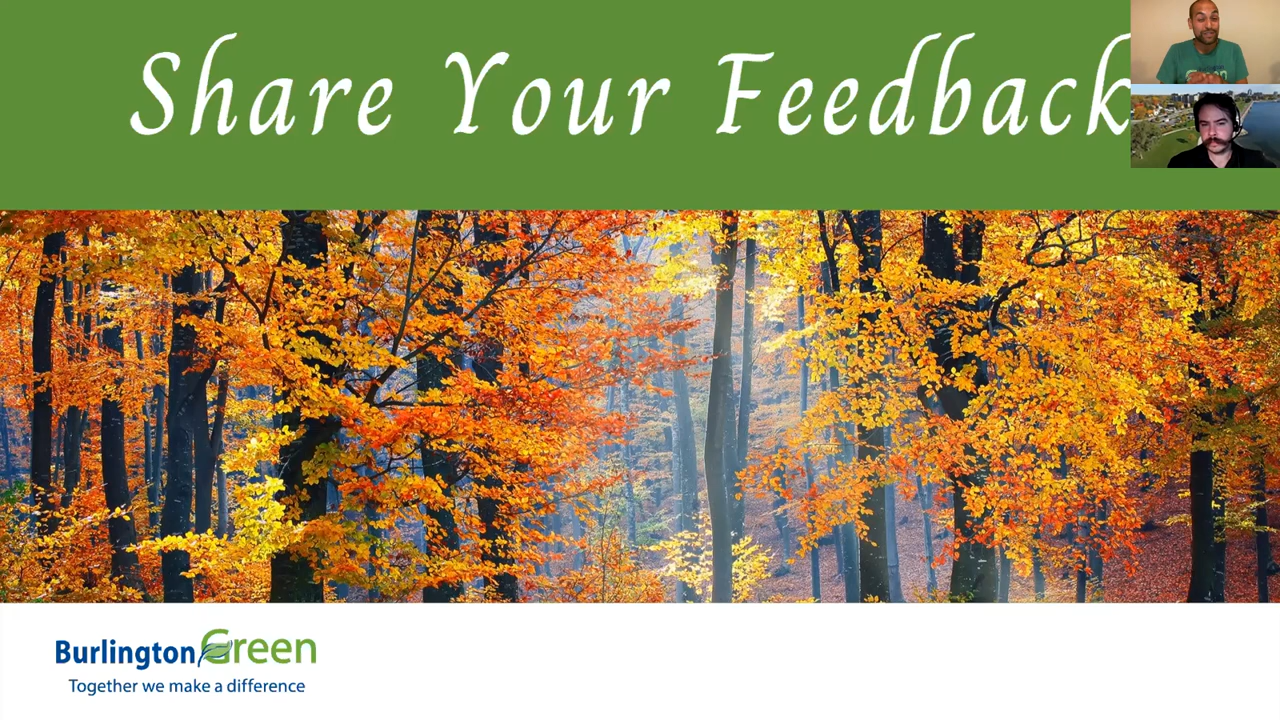 Share Your Feedback
BurlingtonGreen
Together we make a difference